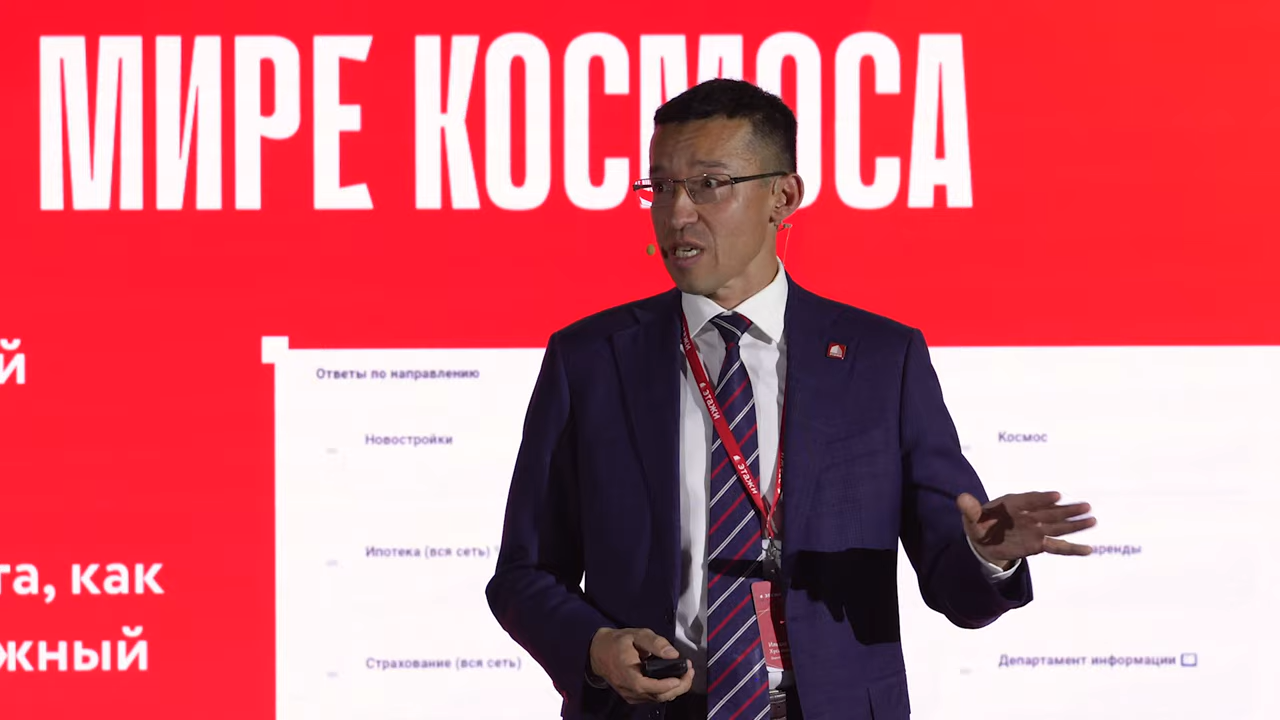 МИРЕ КОСМОСА
й
та, как
жный
Ответы по направлению
Новостройки
Космос
Ипотека (вся сеть)
аренды
Страхование (вся сеть)
Департамент информации
ЭТАЖИ
ЭТАЖИ